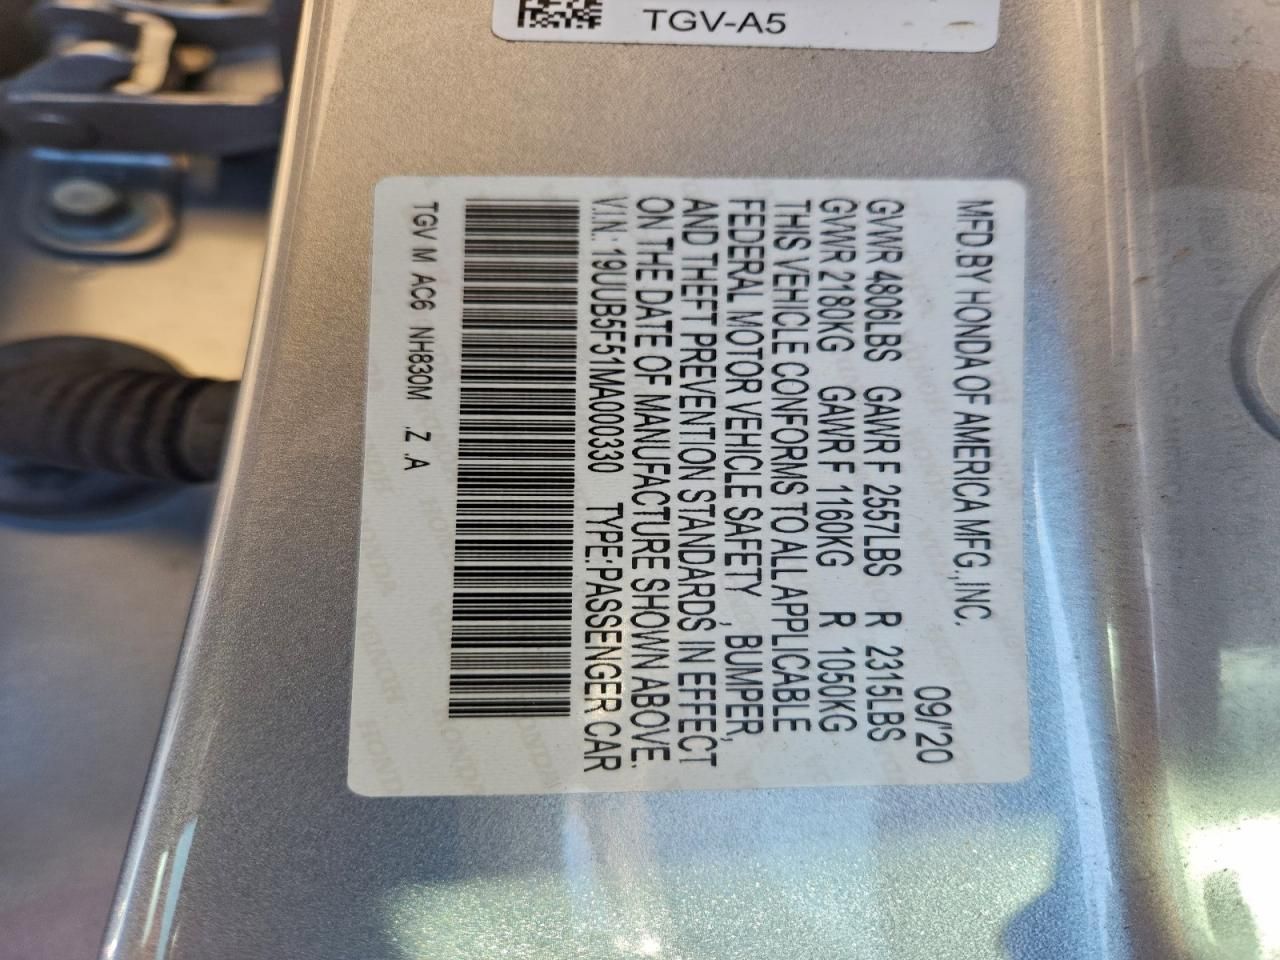 TGV-A5
MFD.BY HONDA OF AMERICA MFG.,INC.
09/'20
GVWR 4806LBS GAWR F 2557LBS R 2315LBS
GVWR 2180KG GAWR F 1160KG R 1050KG
THIS VEHICLE CONFORMS TO ALL APPLICABLE
FEDERAL MOTOR VEHICLE SAFETY , BUMPER,
AND THEFT PREVENTION STANDARDS IN EFFECT
ON THE DATE OF MANUFACTURE SHOWN ABOVE.
V.I.N. 19UUB5F51MA000330 TYPE:PASSENGER CAR
TGV M AC6 NH830M .Z .A